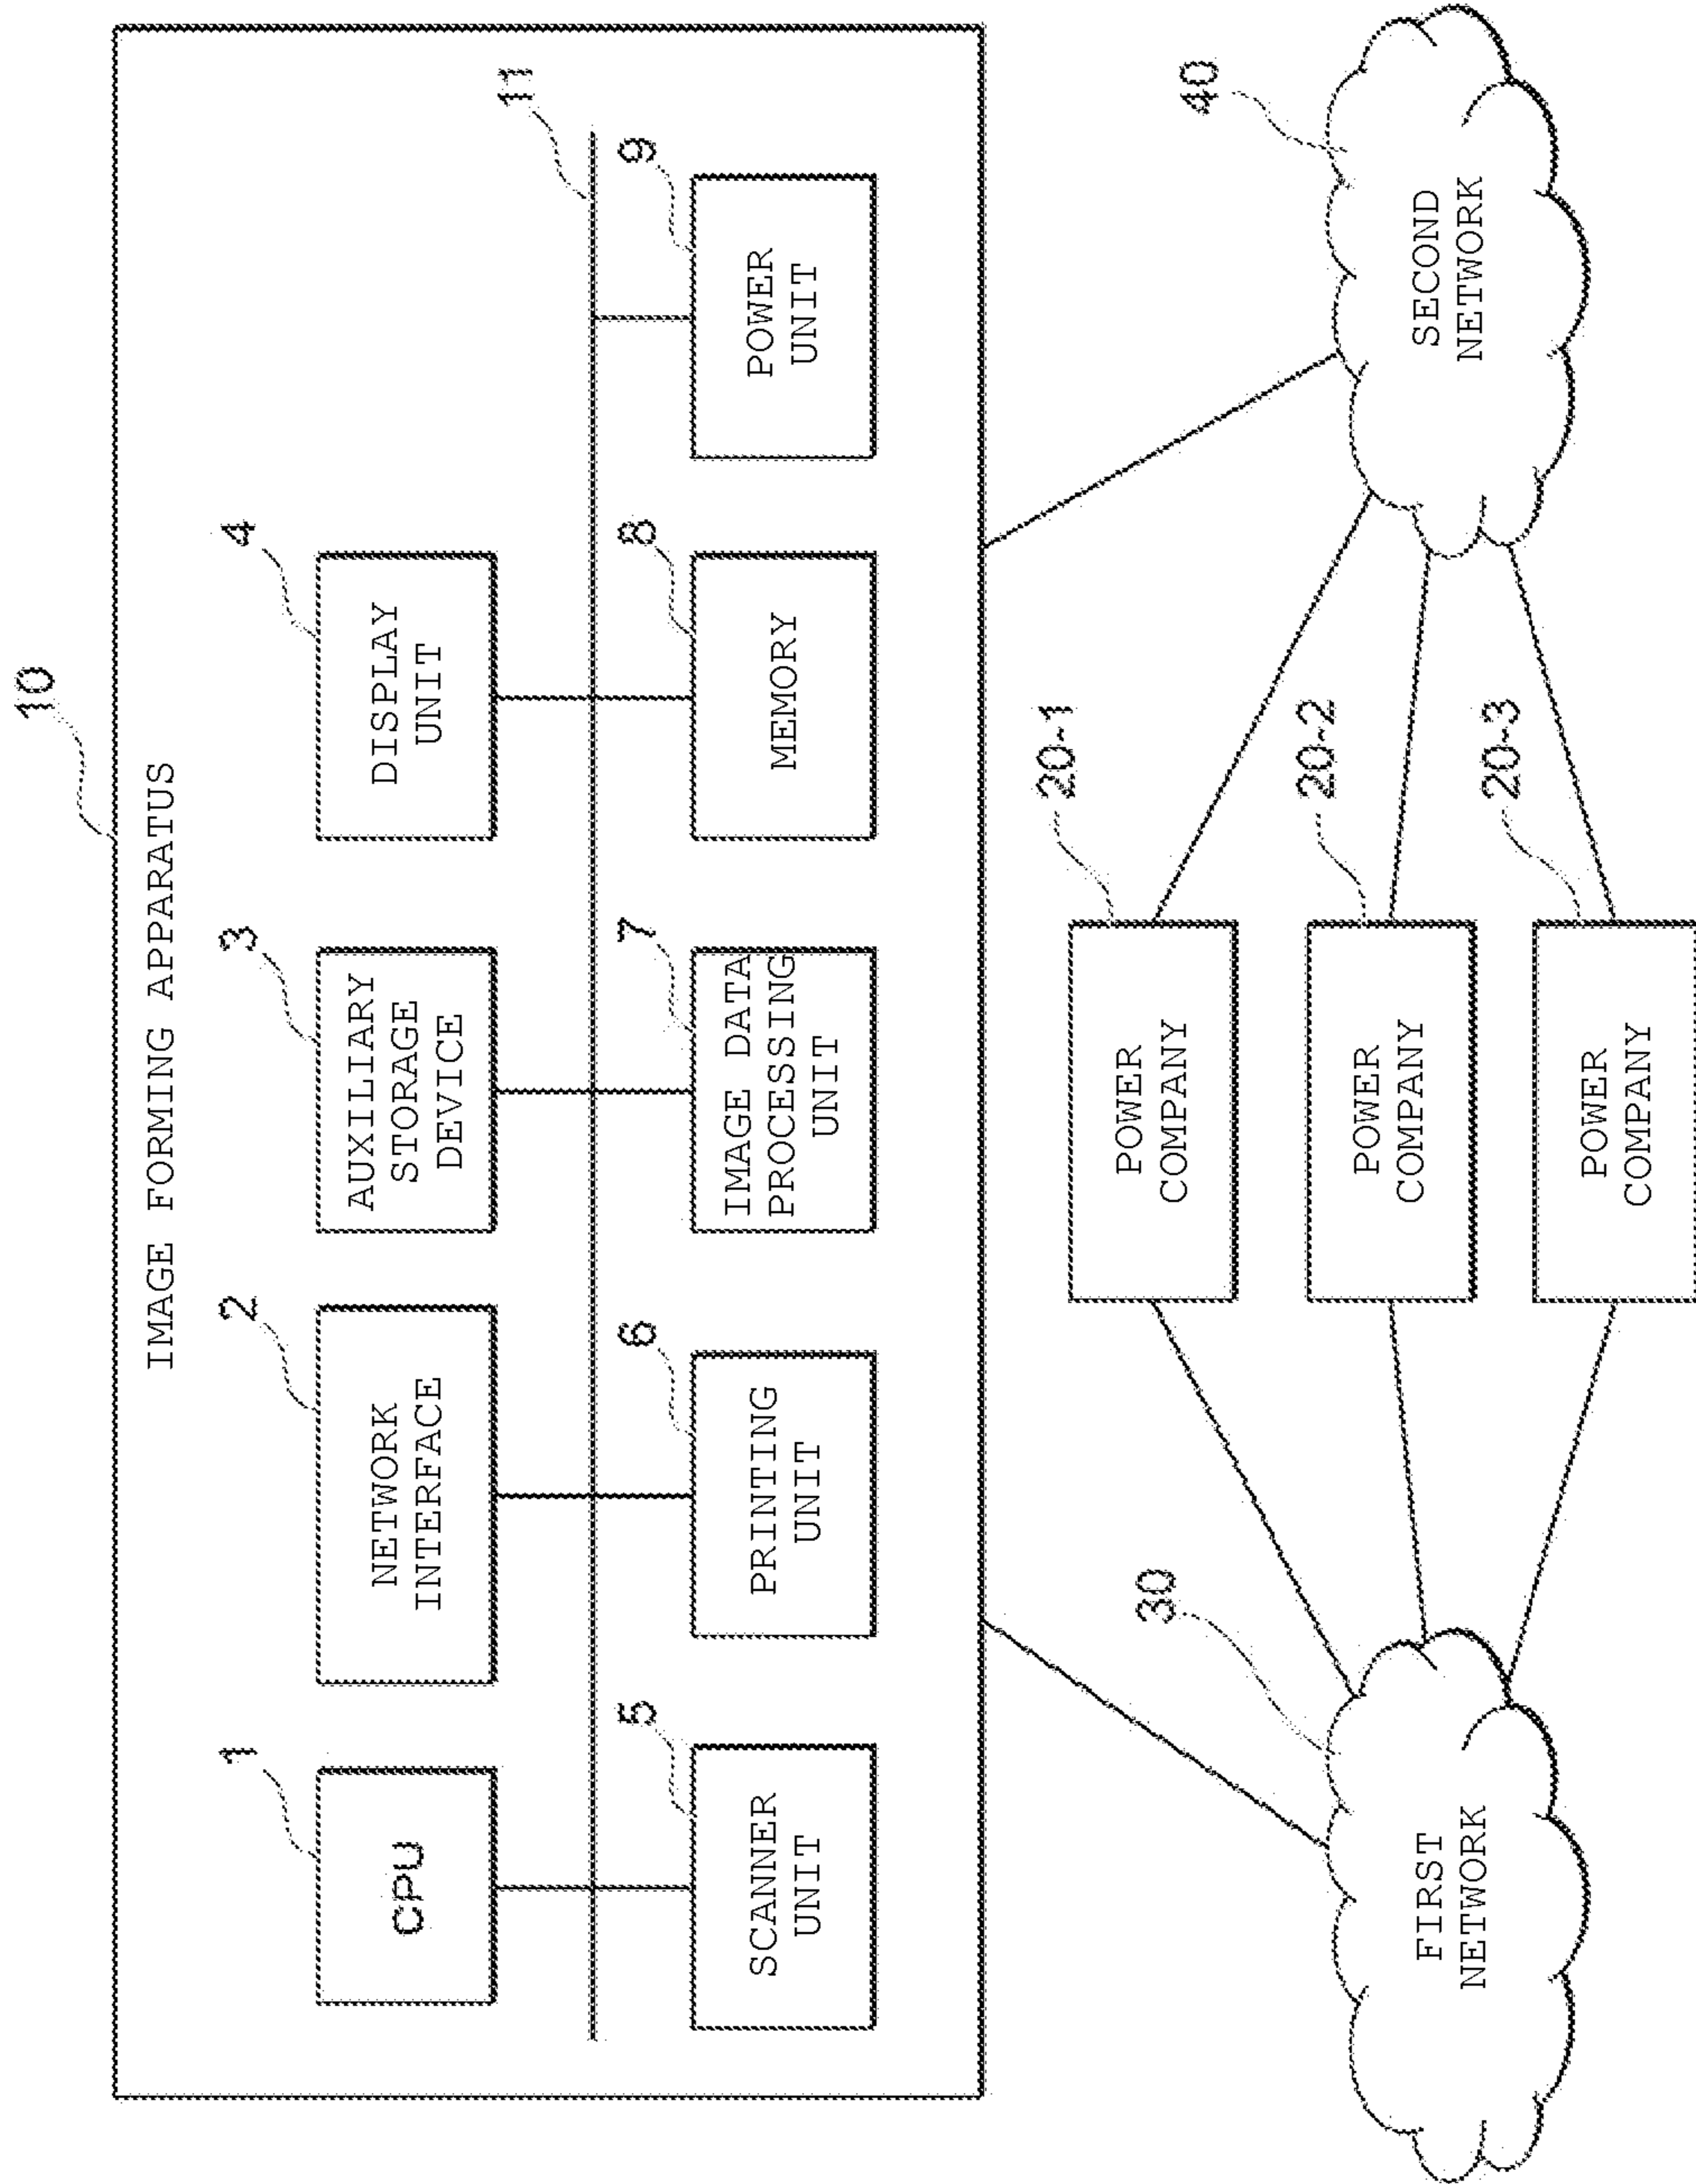 10
IMAGE FORMING APPARATUS
1
CPU
2
NETWORK
INTERFACE
3
AUXILIARY
STORAGE
DEVICE
4
DISPLAY
UNIT
11
5
SCANNER
UNIT
6
PRINTING
UNIT
7
IMAGE DATA
PROCESSING
UNIT
8
MEMORY
9
POWER
UNIT
30
FIRST
NETWORK
20-1
POWER
COMPANY
20-2
POWER
COMPANY
20-3
POWER
COMPANY
40
SECOND
NETWORK